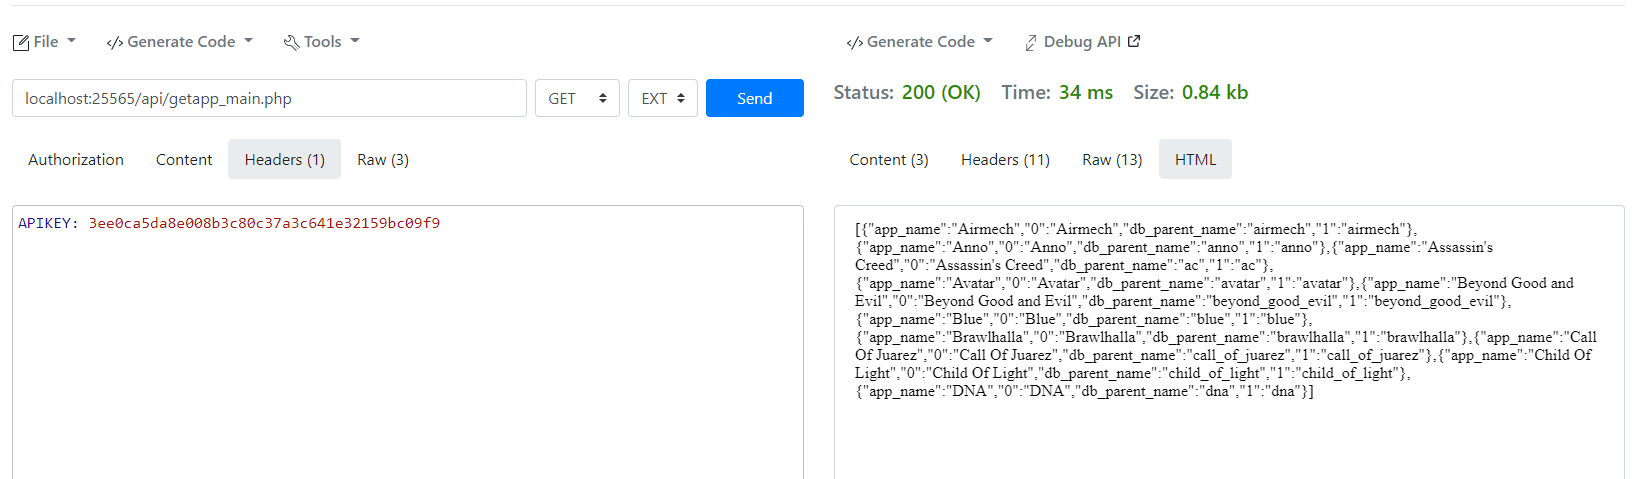 File Generate Code Tools Generate Code Debug API
localhost:25565/api/getapp_main.php GET EXT Send Status: 200 (OK) Time: 34 ms Size: 0.84 kb
Authorization Content Headers (1) Raw (3) Content (3) Headers (11) Raw (13) HTML
APIKEY: 3ee0ca5da8e008b3c80c37a3c641e32159bc09f9
[{"app_name":"Airmech","0":"Airmech","db_parent_name":"airmech","1":"airmech"},
{"app_name":"Anno","0":"Anno","db_parent_name":"anno","1":"anno"},{"app_name":"Assassin's
Creed","0":"Assassin's Creed","db_parent_name":"ac","1":"ac"},
{"app_name":"Avatar","0":"Avatar","db_parent_name":"avatar","1":"avatar"},{"app_name":"Beyond Good and
Evil","0":"Beyond Good and Evil","db_parent_name":"beyond_good_evil","1":"beyond_good_evil"},
{"app_name":"Blue","0":"Blue","db_parent_name":"blue","1":"blue"},
{"app_name":"Brawlhalla","0":"Brawlhalla","db_parent_name":"brawlhalla","1":"brawlhalla"},{"app_name":"Call
Of Juarez","0":"Call Of Juarez","db_parent_name":"call_of_juarez","1":"call_of_juarez"},{"app_name":"Child Of
Light","0":"Child Of Light","db_parent_name":"child_of_light","1":"child_of_light"},
{"app_name":"DNA","0":"DNA","db_parent_name":"dna","1":"dna"}]